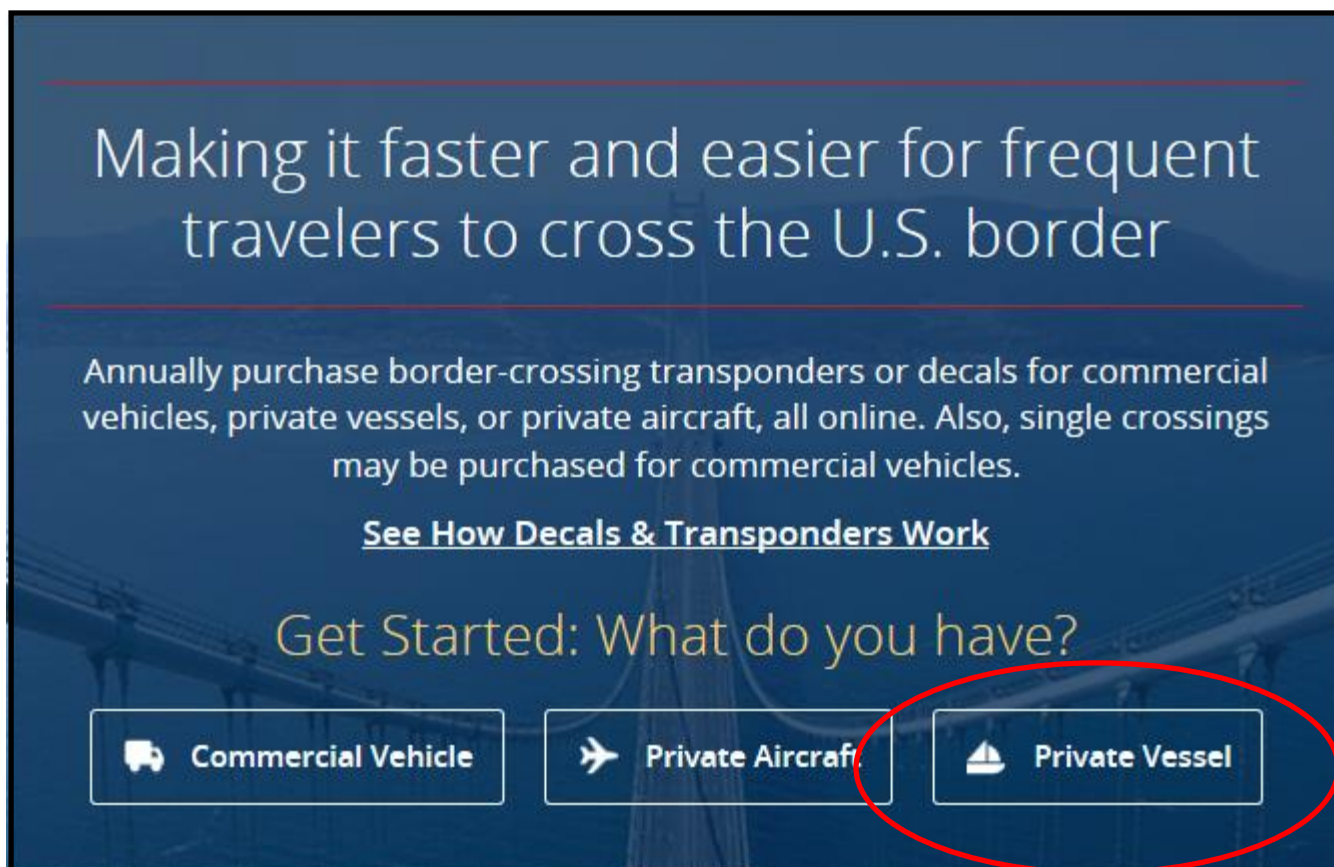 Making it faster and easier for frequent
travelers to cross the U.S. border
Annually purchase border-crossing transponders or decals for commercial
vehicles, private vessels, or private aircraft, all online. Also, single crossings
may be purchased for commercial vehicles.
See How Decals & Transponders Work
Get Started: What do you have?
Commercial Vehicle
Private Aircraft
Private Vessel